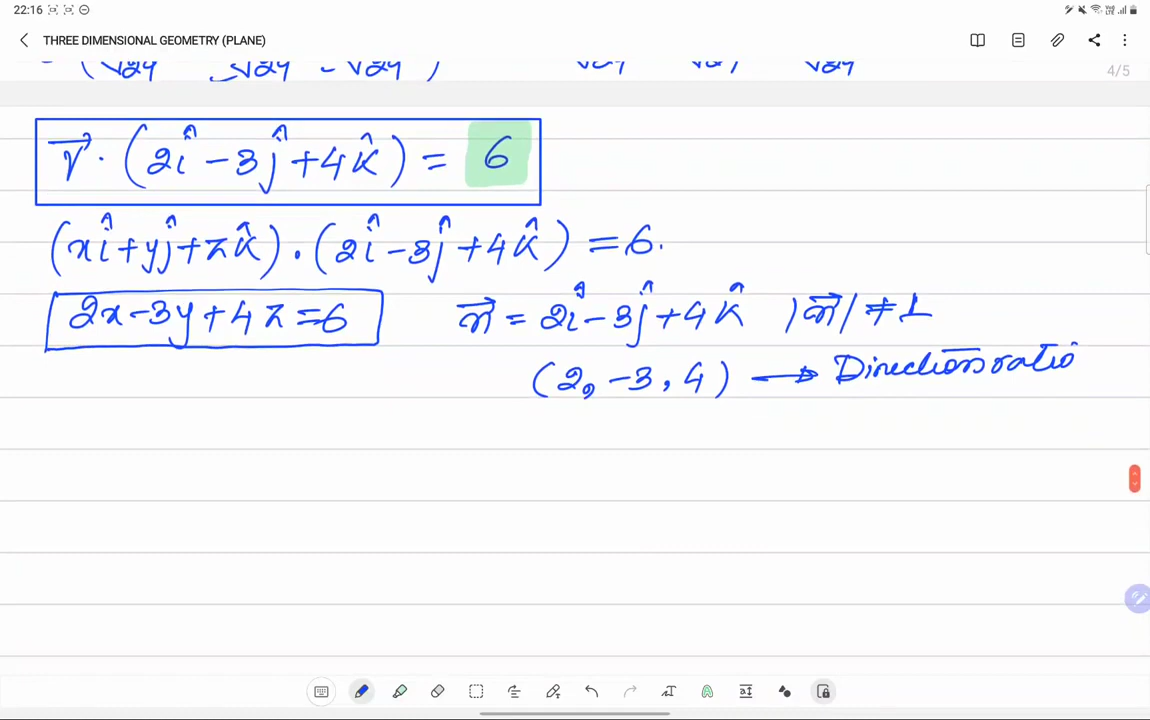 22:16
THREE DIMENSIONAL GEOMETRY (PLANE)
4/5
r⃗ · (2î - 3ĵ + 4k̂) = 6
(xî + yĵ + zk̂) · (2î - 3ĵ + 4k̂) = 6.
2x - 3y + 4z = 6 n⃗ = 2î - 3ĵ + 4k̂ |n⃗| ≠ 1
(2, -3, 4) → Direction ratio